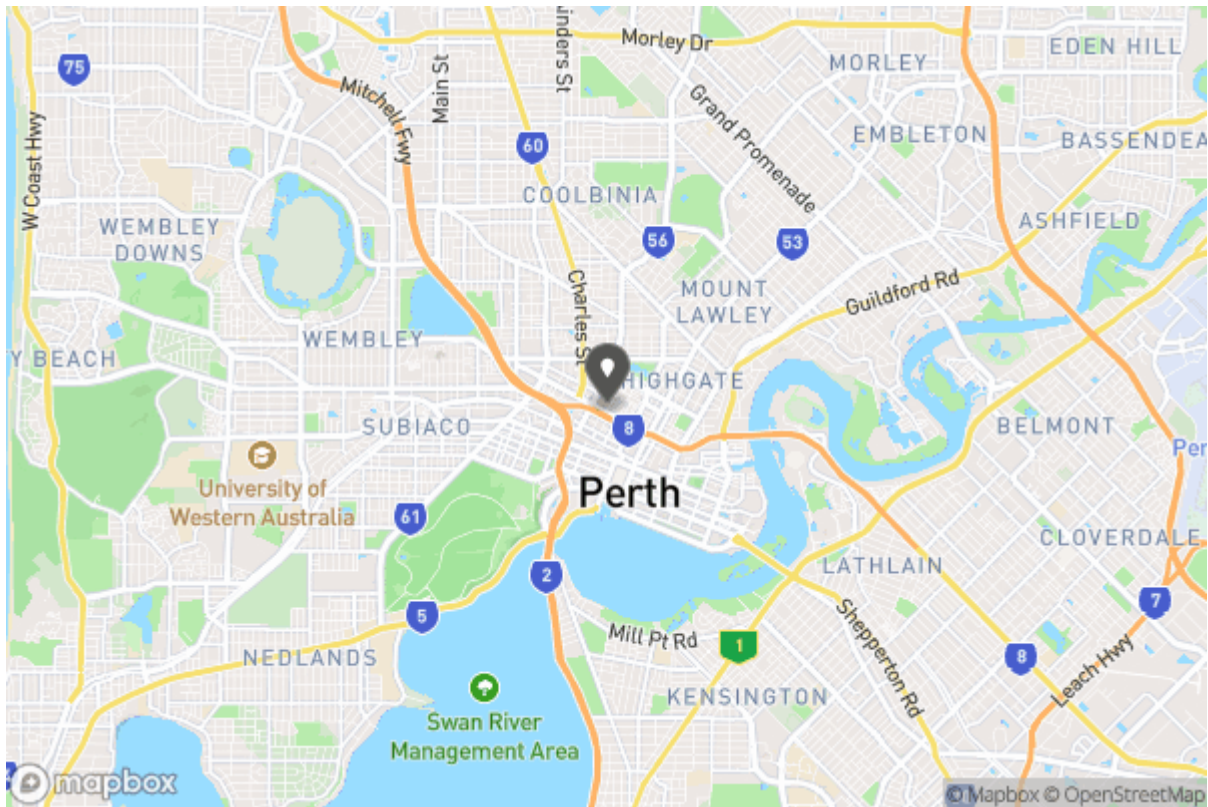 Morley Dr
MORLEY
EDEN HILL
75
Main St
Mitchell Fwy
60
Grand Promenade
EMBLETON
W Coast Hwy
COOLBINIA
WEMBLEY
DOWNS
56
53
ASHFIELD
Charles St
MOUNT
LAWLEY
Guildford Rd
WEMBLEY
Y BEACH
HIGHGATE
SUBIACO
8
BELMONT
University of
Western Australia
Perth
61
CLOVERDALE
LATHLAIN
2
7
5
Mill Pt Rd
1
Shepperton Rd
NEDLANDS
8
Leach Hwy
KENSINGTON
Swan River
Management Area
mapbox
© Mapbox © OpenStreetMap